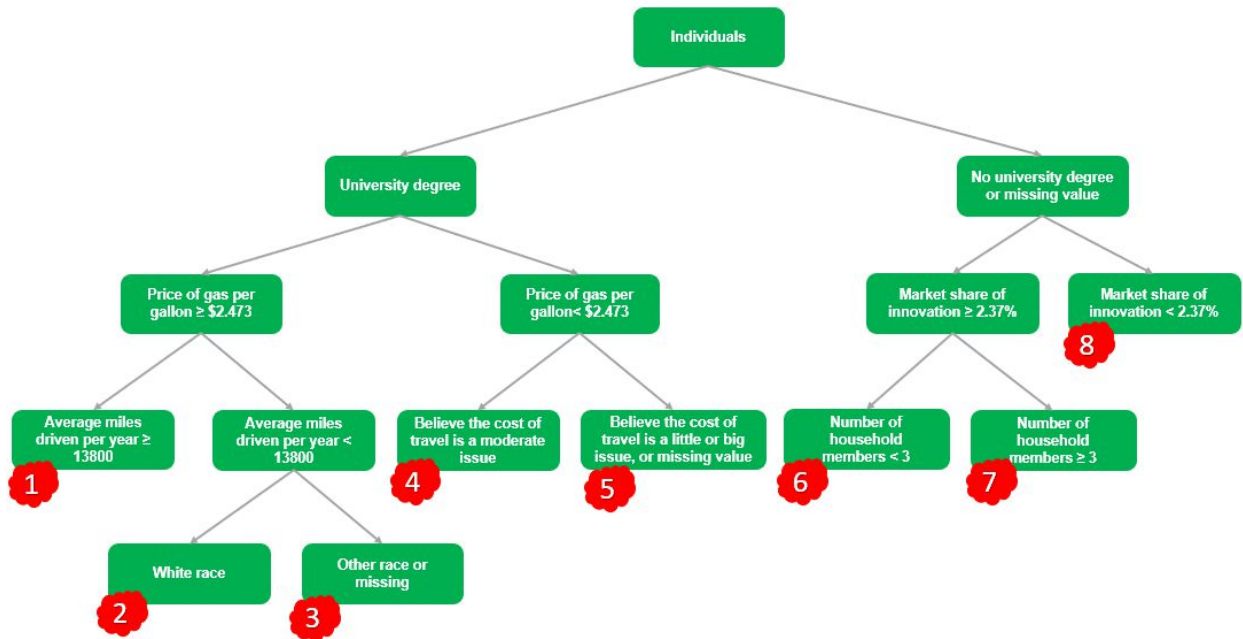 Individuals
University degree
No university degree
or missing value
Price of gas per
gallon ≥ $2.473
Price of gas per
gallon< $2.473
Market share of
innovation ≥ 2.37%
Market share of
innovation < 2.37%
8
Average miles
driven per year ≥
13800
1
Average miles
driven per year <
13800
Believe the cost of
travel is a moderate
issue
4
Believe the cost of
travel is a little or big
issue, or missing value
5
Number of
household
members < 3
6
Number of
household
members ≥ 3
7
White race
2
Other race or
missing
3